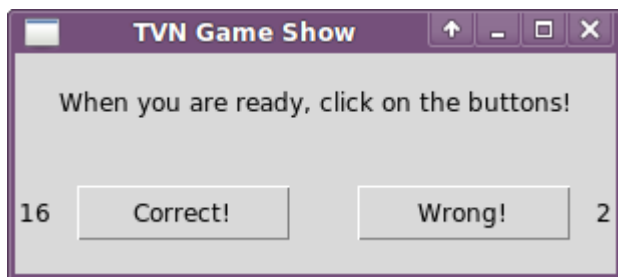 TVN Game Show
When you are ready, click on the buttons!
16 Correct! Wrong! 2